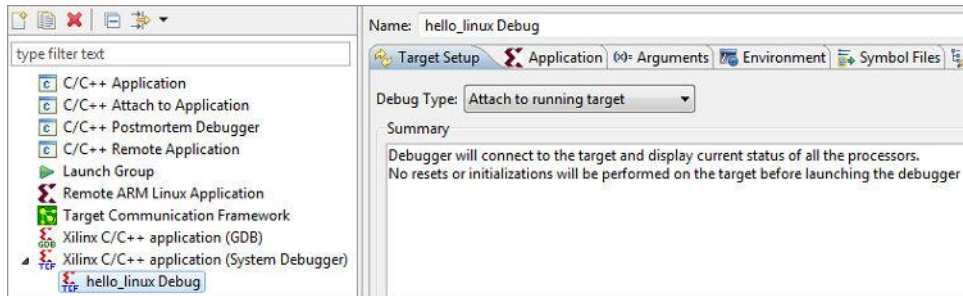 type filter text
C/C++ Application
C/C++ Attach to Application
C/C++ Postmortem Debugger
C/C++ Remote Application
Launch Group
Remote ARM Linux Application
Target Communication Framework
Xilinx C/C++ application (GDB)
Xilinx C/C++ application (System Debugger)
hello_linux Debug
Name: hello_linux Debug
Target Setup Application (x)= Arguments Environment Symbol Files
Debug Type: Attach to running target
Summary
Debugger will connect to the target and display current status of all the processors.
No resets or initializations will be performed on the target before launching the debugger